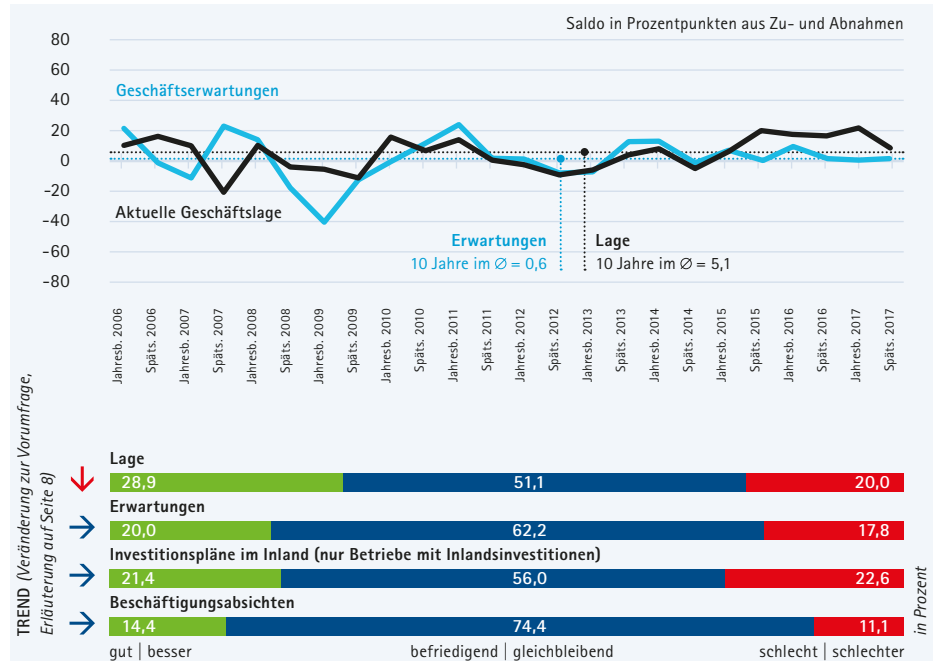 Saldo in Prozentpunkten aus Zu- und Abnahmen
80
60
40
20
0
-20
-40
-60
-80
Geschäftserwartungen
Aktuelle Geschäftslage
Erwartungen
10 Jahre im Ø = 0,6
Lage
10 Jahre im Ø = 5,1
Jahresb. 2006
Späts. 2006
Jahresb. 2007
Späts. 2007
Jahresb. 2008
Späts. 2008
Jahresb. 2009
Späts. 2009
Jahresb. 2010
Späts. 2010
Jahresb. 2011
Späts. 2011
Jahresb. 2012
Späts. 2012
Jahresb. 2013
Späts. 2013
Jahresb. 2014
Späts. 2014
Jahresb. 2015
Späts. 2015
Jahresb. 2016
Späts. 2016
Jahresb. 2017
Späts. 2017
TREND (Veränderung zur Vorumfrage,
Erläuterung auf Seite 8)
Lage
28,9 51,1 20,0
Erwartungen
20,0 62,2 17,8
Investitionspläne im Inland (nur Betriebe mit Inlandsinvestitionen)
21,4 56,0 22,6
Beschäftigungsabsichten
14,4 74,4 11,1
gut | besser befriedigend | gleichbleibend schlecht | schlechter
in Prozent